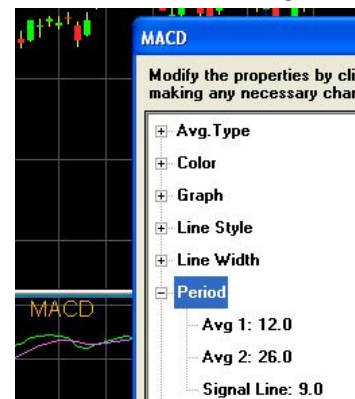 MACD
Modify the properties by cli
making any necessary char
Avg.Type
Color
Graph
Line Style
Line Width
Period
Avg 1: 12.0
Avg 2: 26.0
Signal Line: 9.0
MACD